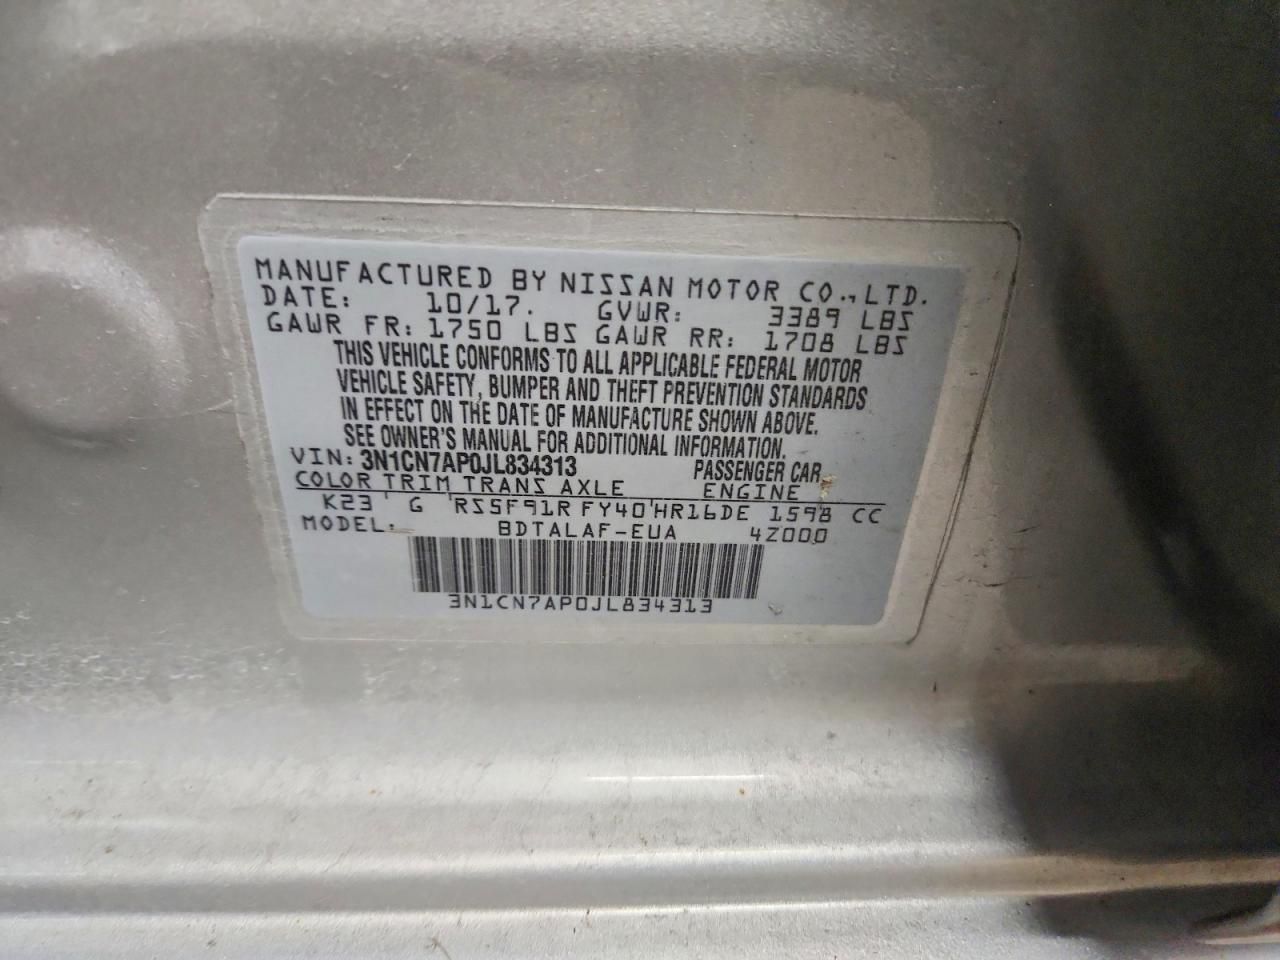 MANUFACTURED BY NISSAN MOTOR CO., LTD.
DATE: 10/17. GVWR: 3389 LBS
GAWR FR: 1750 LBS GAWR RR: 1708 LBS
THIS VEHICLE CONFORMS TO ALL APPLICABLE FEDERAL MOTOR
VEHICLE SAFETY, BUMPER AND THEFT PREVENTION STANDARDS
IN EFFECT ON THE DATE OF MANUFACTURE SHOWN ABOVE.
SEE OWNER'S MANUAL FOR ADDITIONAL INFORMATION.
VIN: 3N1CN7AP0JL834313 PASSENGER CAR
COLOR TRIM TRANS AXLE ENGINE
K23 G RS5F91R FY40 HR16DE 1598 CC
MODEL: BDTALAF-EUA 4Z000
3N1CN7AP0JL834313